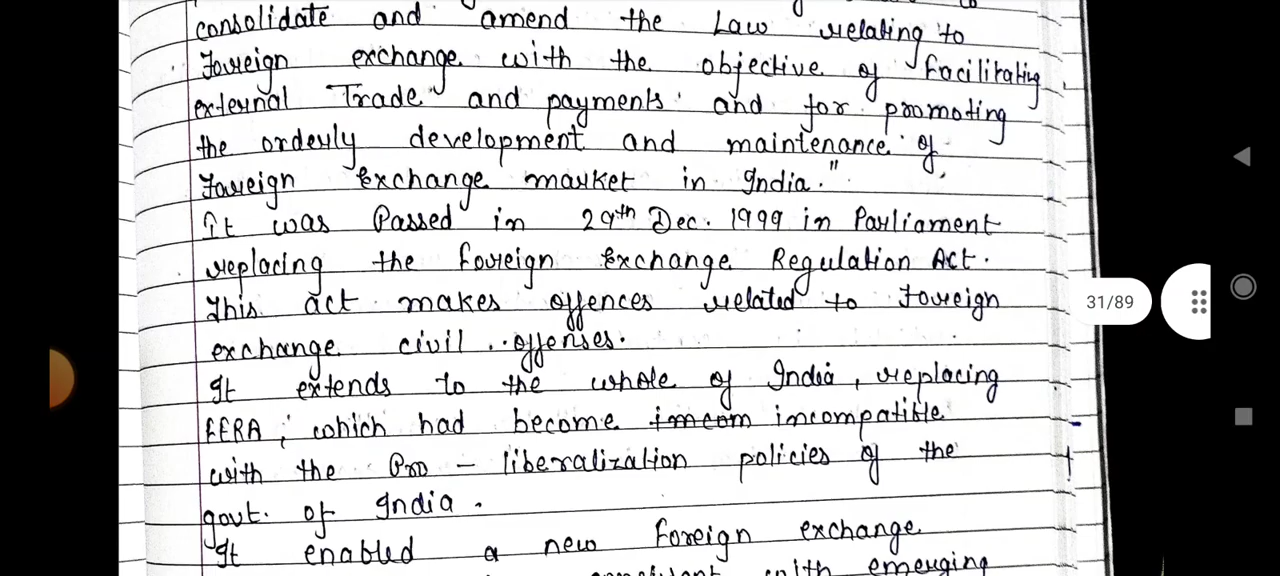 consolidate and amend the Law relating to
Foreign exchange with the objective of facilitating
external Trade and payments and for promoting
the orderly development and maintenance of
Foreign Exchange market in India."
It was Passed in 29th Dec. 1999 in Parliament
replacing the Foreign Exchange Regulation Act.
This act makes offences related to Foreign
exchange civil offenses.
It extends to the whole of India, replacing
FERA, which had become imcom incompatible
with the Pro - liberalization policies of the
govt. of India.
It enabled a new Foreign exchange
with emerging
31/89